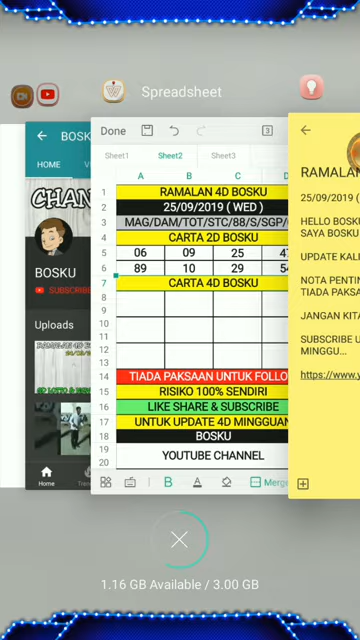 Spreadsheet
BOSKU
HOME
CHAN
BOSKU
SUBSCRIBE
Uploads
Home
Done
3
Sheet1
Sheet2
Sheet3
A
B
C
D
1
RAMALAN 4D BOSKU
2
25/09/2019 ( WED )
3
MAG/DAM/TOT/STC/88/S/SGP/
4
CARTA 2D BOSKU
5
06
09
25
6
89
10
29
7
CARTA 4D BOSKU
8
9
10
11
12
13
14
TIADA PAKSAAN UNTUK FOLLO
15
RISIKO 100% SENDIRI
16
LIKE SHARE & SUBSCRIBE
17
UNTUK UPDATE 4D MINGGUAN
18
BOSKU
19
YOUTUBE CHANNEL
20
B
A
Merge
RAMALAN
25/09/2019 (
HELLO BOSK
SAYA BOSKU
UPDATE KALI
NOTA PENTIN
TIADA PAKSA
JANGAN KITA
SUBSCRIBE U
MINGGU...
https://www.y
1.16 GB Available / 3.00 GB